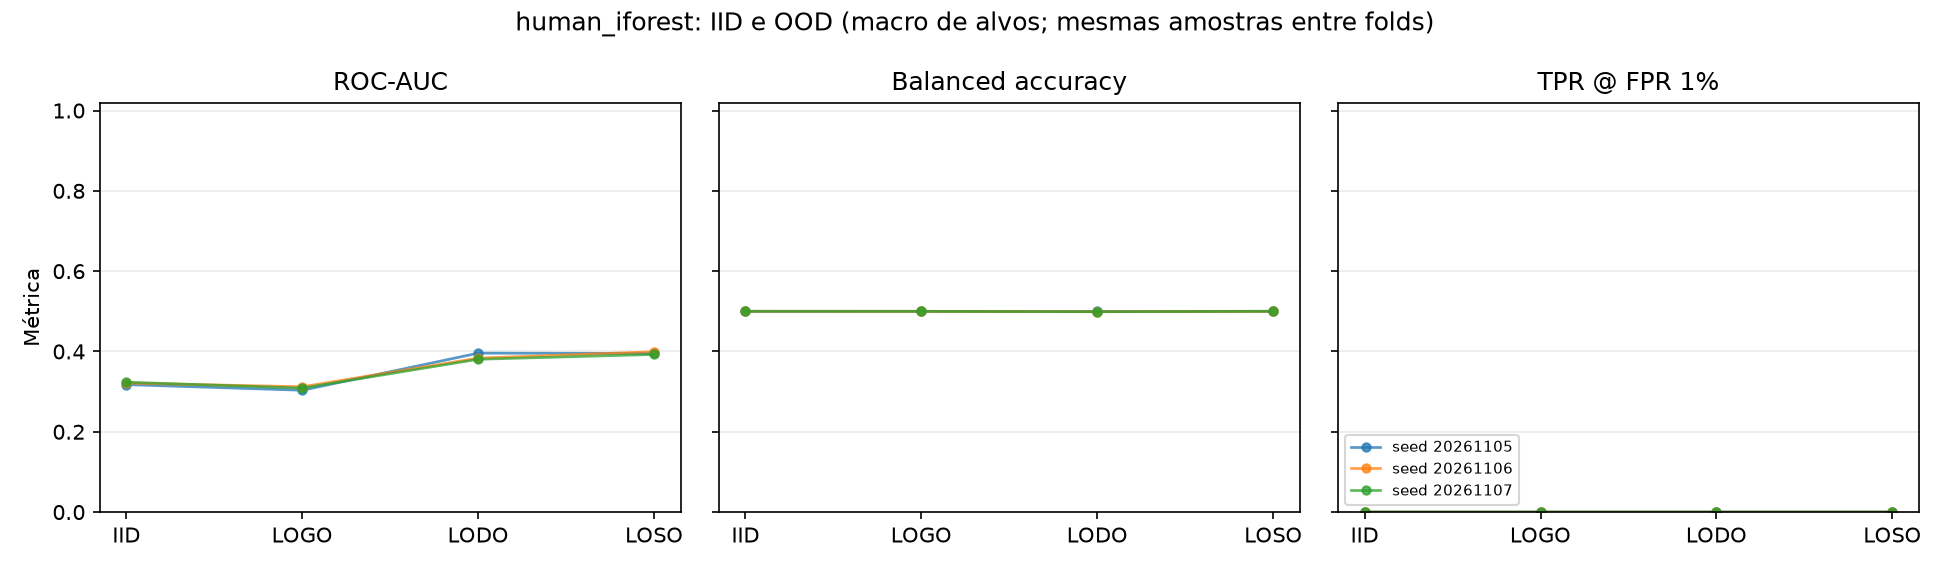 human_iforest: IID e OOD (macro de alvos; mesmas amostras entre folds)
ROC-AUC
Balanced accuracy
TPR @ FPR 1%
Métrica
1.0
0.8
0.6
0.4
0.2
0.0
IID LOGO LODO LOSO
IID LOGO LODO LOSO
seed 20261105
seed 20261106
seed 20261107
IID LOGO LODO LOSO